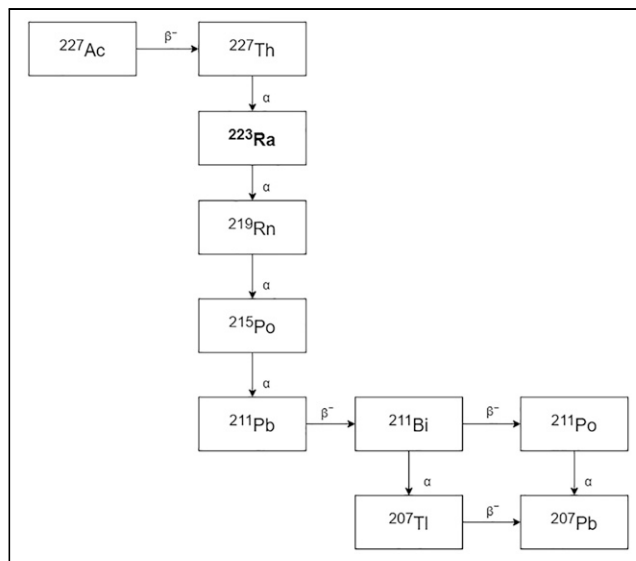 ²²⁷Ac β⁻ ²²⁷Th
α
²²³Ra
α
²¹⁹Rn
α
²¹⁵Po
α
²¹¹Pb β⁻ ²¹¹Bi β⁻ ²¹¹Po
α α
²⁰⁷Tl β⁻ ²⁰⁷Pb